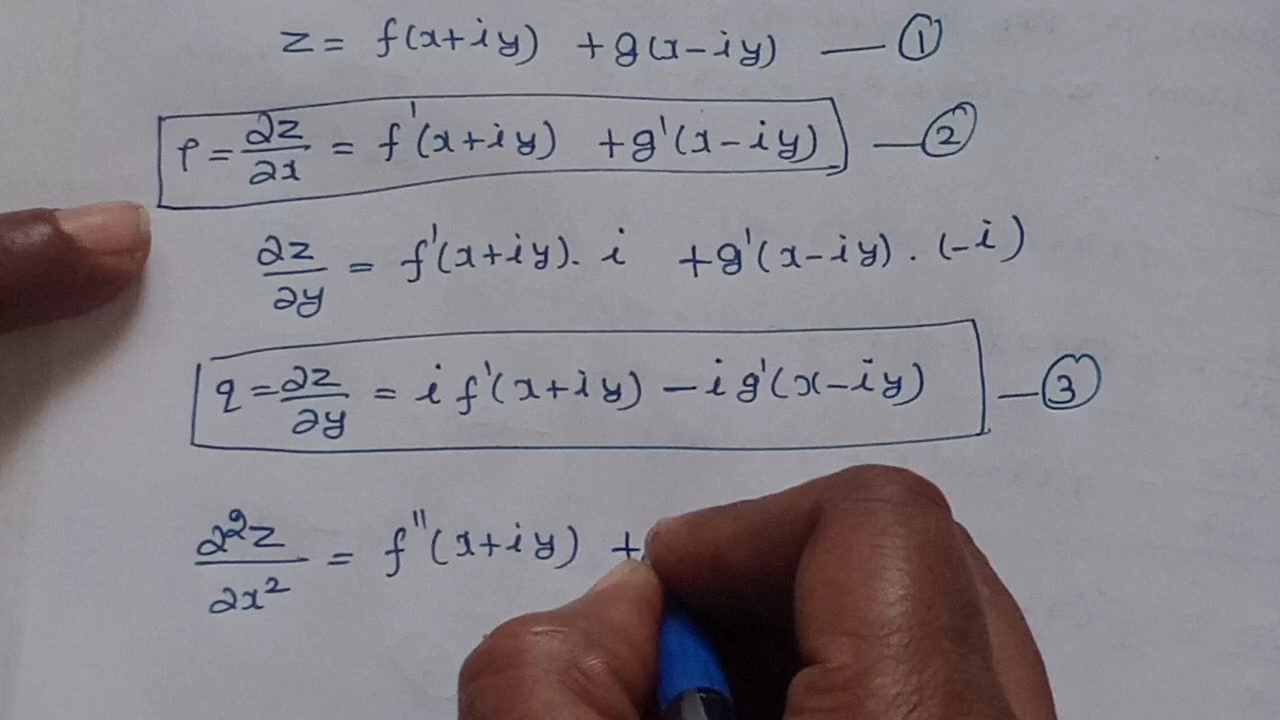 z = f(x+iy) + g(x-iy) — ①
p = ∂z/∂x = f'(x+iy) + g'(x-iy) — ②
∂z/∂y = f'(x+iy). i + g'(x-iy). (-i)
q = ∂z/∂y = i f'(x+iy) - i g'(x-iy) — ③
∂²z/∂x² = f''(x+iy) +